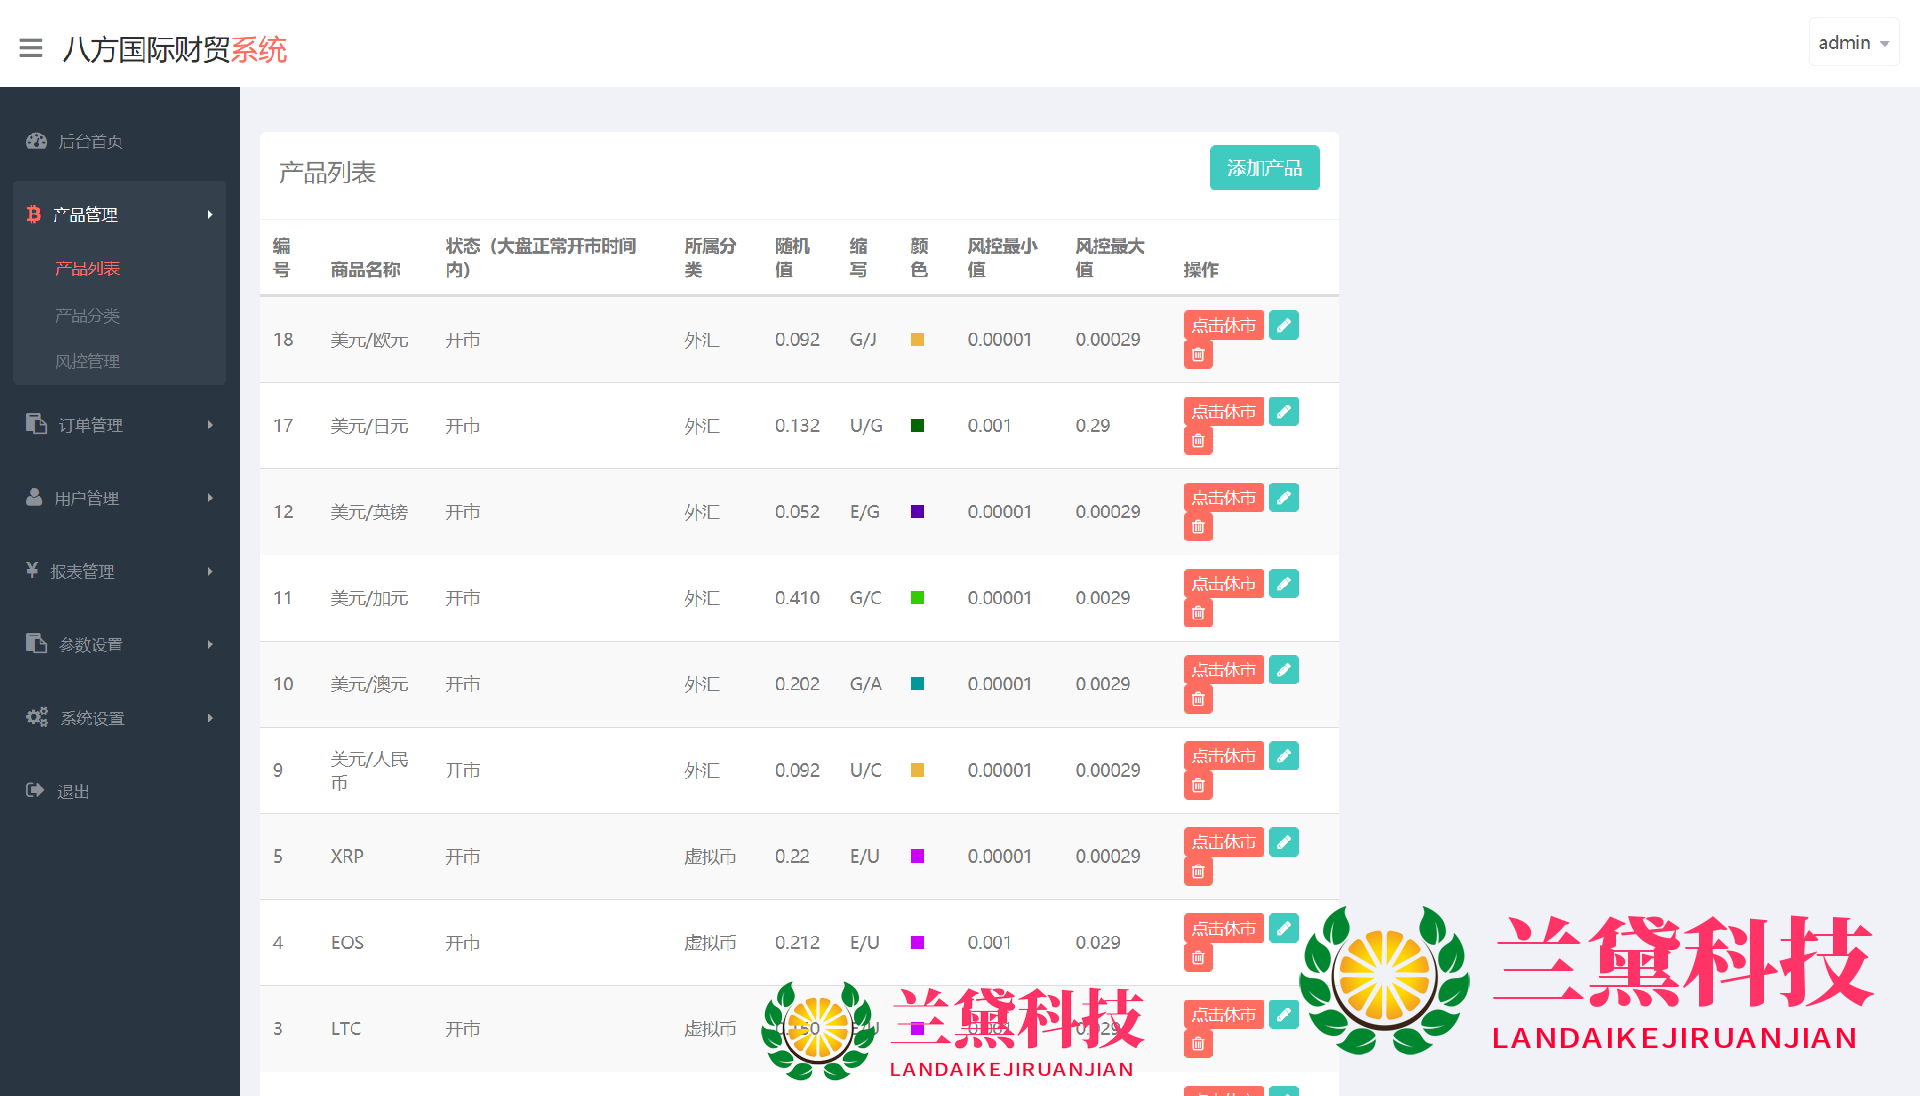 八方国际财贸系统
admin
后台首页
产品管理
产品列表
产品分类
风控管理
订单管理
用户管理
¥ 报表管理
参数设置
系统设置
退出
产品列表
添加产品
编号 商品名称 状态（大盘正常开市时间内） 所属分类 随机值 缩写 颜色 风控最小值 风控最大值 操作
18 美元/欧元 开市 外汇 0.092 G/J 0.00001 0.00029 点击休市
17 美元/日元 开市 外汇 0.132 U/G 0.001 0.29 点击休市
12 美元/英镑 开市 外汇 0.052 E/G 0.00001 0.00029 点击休市
11 美元/加元 开市 外汇 0.410 G/C 0.00001 0.0029 点击休市
10 美元/澳元 开市 外汇 0.202 G/A 0.00001 0.0029 点击休市
9 美元/人民币 开市 外汇 0.092 U/C 0.00001 0.00029 点击休市
5 XRP 开市 虚拟币 0.22 E/U 0.00001 0.00029 点击休市
4 EOS 开市 虚拟币 0.212 E/U 0.001 0.029 点击休市
3 LTC 开市 虚拟币 点击休市
兰黛科技
LANDAIKEJIRUANJIAN
兰黛科技
LANDAIKEJIRUANJIAN